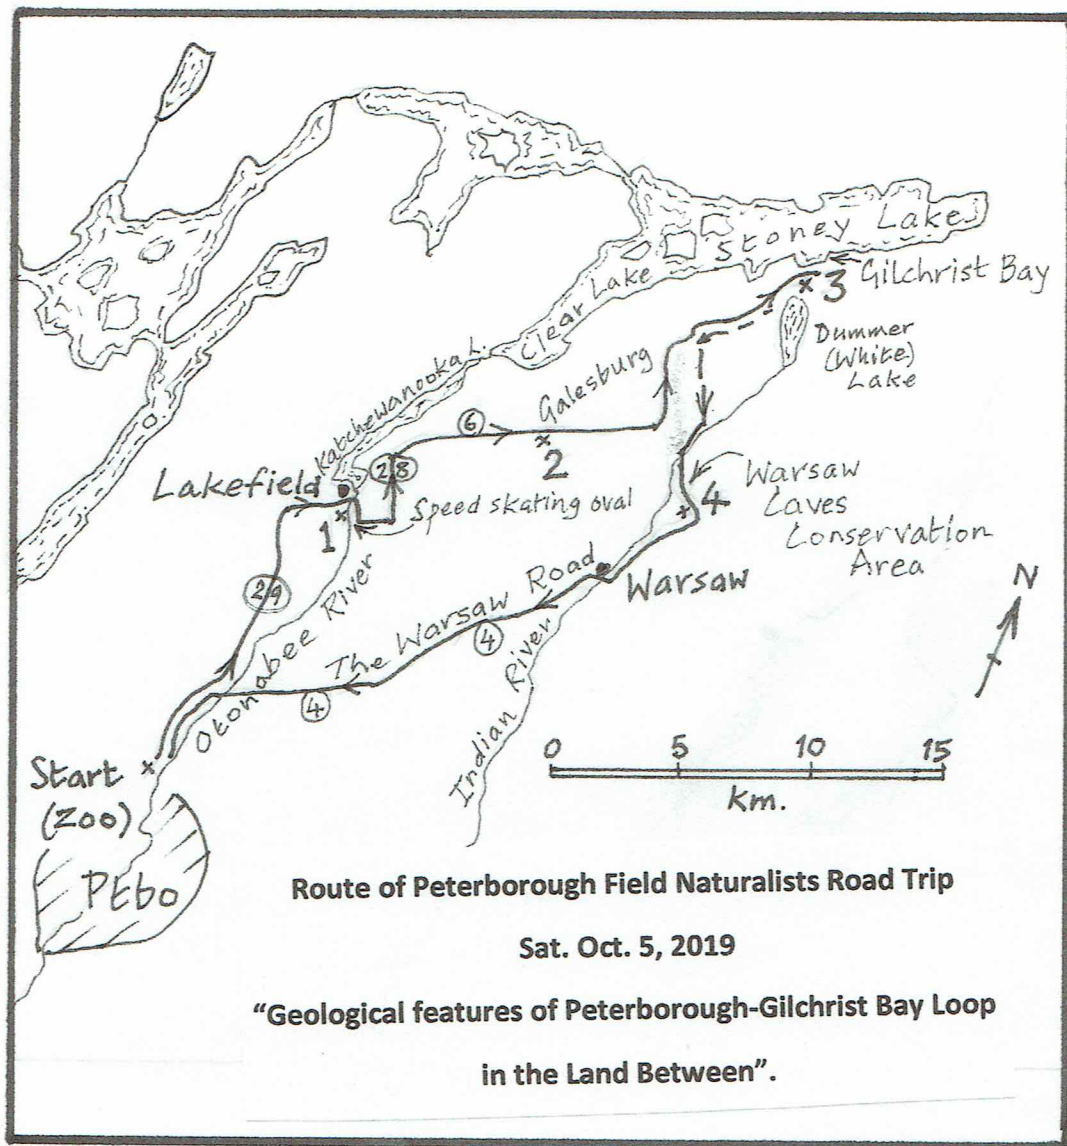 Stoney Lake
Clear Lake
Gilchrist Bay
3
Dummer
(White)
Lake
Katchewanooka L.
Galesburg
6
2
28
Lakefield
1
Speed skating oval
Warsaw
Caves
Conservation
Area
4
29
Otonabee River
The Warsaw Road
4
4
Warsaw
Indian River
N
Start
(Zoo)
PEbo
0 5 10 15
Km.
Route of Peterborough Field Naturalists Road Trip
Sat. Oct. 5, 2019
“Geological features of Peterborough-Gilchrist Bay Loop
in the Land Between”.